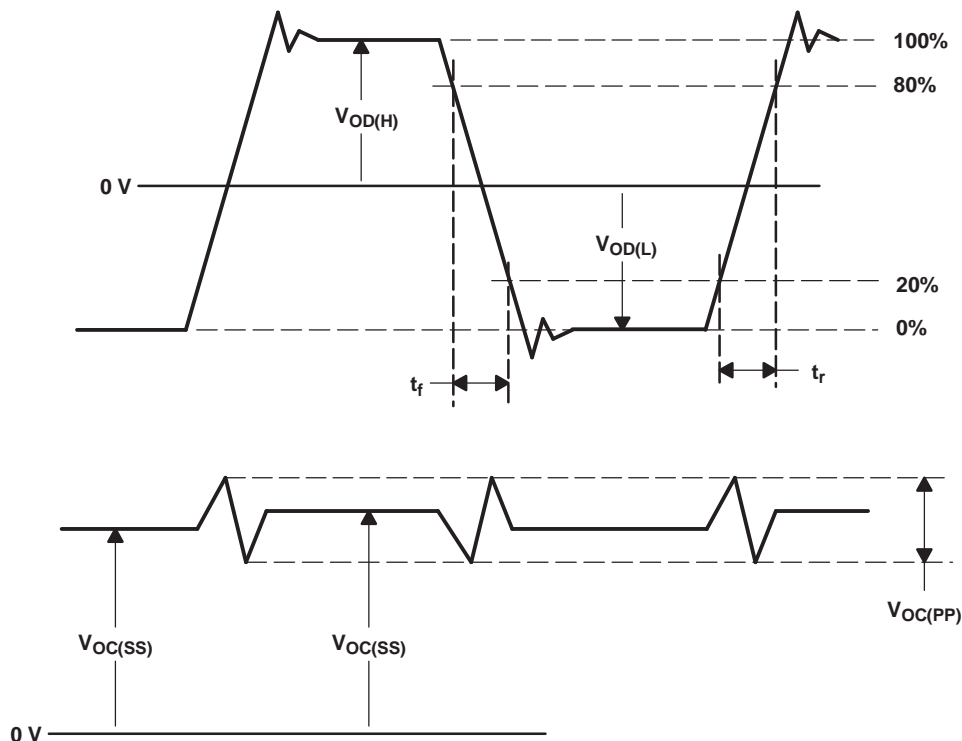 100%
80%
V_OD(H)
0 V
V_OD(L)
20%
0%
t_f
t_r
V_OC(PP)
V_OC(SS)
V_OC(SS)
0 V